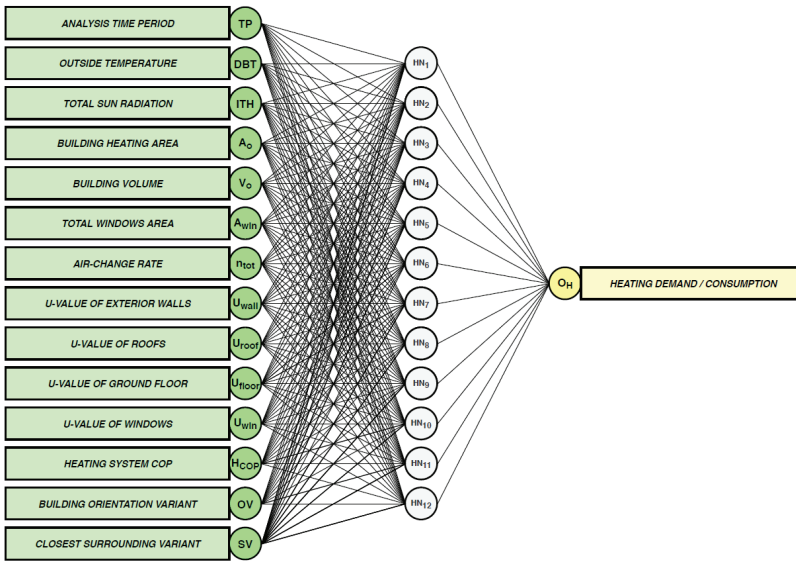 ANALYSIS TIME PERIOD TP
OUTSIDE TEMPERATURE DBT HN1
TOTAL SUN RADIATION ITH HN2
BUILDING HEATING AREA Ao HN3
BUILDING VOLUME Vo HN4
TOTAL WINDOWS AREA Awin HN5
AIR-CHANGE RATE ntot HN6
OH HEATING DEMAND / CONSUMPTION
U-VALUE OF EXTERIOR WALLS Uwall HN7
U-VALUE OF ROOFS Uroof HN8
U-VALUE OF GROUND FLOOR Ufloor HN9
U-VALUE OF WINDOWS Uwin HN10
HEATING SYSTEM COP HCOP HN11
BUILDING ORIENTATION VARIANT OV HN12
CLOSEST SURROUNDING VARIANT SV